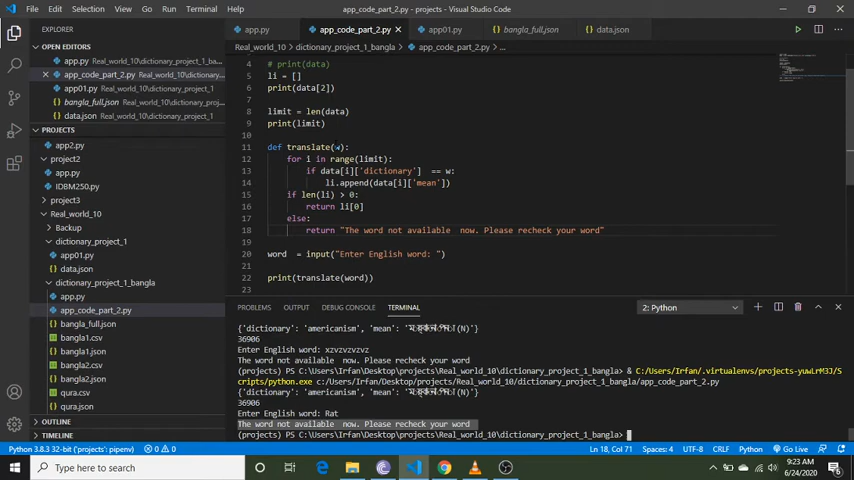 File Edit Selection View Go Run Terminal Help app_code_part_2.py - projects - Visual Studio Code
EXPLORER app.py app_code_part_2.py app01.py bangla_full.json data.json
Real_world_10 > dictionary_project_1_bangla > app_code_part_2.py > ...
OPEN EDITORS
app.py Real_world_10\dictionary_project_1_ban...
app_code_part_2.py Real_world_10\dictionary...
app01.py Real_world_10\dictionary_project_1
bangla_full.json Real_world_10\dictionary_pr...
data.json Real_world_10\dictionary_project_1
PROJECTS
app2.py
project2
app.py
IDBM250.py
project3
Real_world_10
Backup
dictionary_project_1
app01.py
data.json
dictionary_project_1_bangla
app.py
app_code_part_2.py
bangla_full.json
bangla1.csv
bangla1.json
bangla2.csv
bangla2.json
qura.csv
qura.json
OUTLINE
TIMELINE
4 # print(data)
5 li = []
6 print(data[2])
7
8 limit = len(data)
9 print(limit)
10
11 def translate(w):
12 for i in range(limit):
13 if data[i]['dictionary'] == w:
14 li.append(data[i]['mean'])
15 if len(li) > 0:
16 return li[0]
17 else:
18 return "The word not available now. Please recheck your word"
19
20 word = input("Enter English word: ")
21
22 print(translate(word))
23
PROBLEMS OUTPUT DEBUG CONSOLE TERMINAL 2: Python
{'dictionary': 'americanism', 'mean': '(N)'}
36906
Enter English word: xzvzvzvzvz
The word not available now. Please recheck your word
(projects) PS C:\Users\Irfan\Desktop\projects\Real_world_10\dictionary_project_1_bangla> & C:/Users/Irfan/.virtualenvs/projects-yuwLrM3J/S
cripts/python.exe c:/Users/Irfan/Desktop/projects/Real_world_10/dictionary_project_1_bangla/app_code_part_2.py
{'dictionary': 'americanism', 'mean': '(N)'}
36906
Enter English word: Rat
The word not available now. Please recheck your word
(projects) PS C:\Users\Irfan\Desktop\projects\Real_world_10\dictionary_project_1_bangla>
Python 3.8.3 32-bit ('projects': pipenv) 0 0 Ln 18, Col 71 Spaces: 4 UTF-8 CRLF Python Go Live
Type here to search
9:23 AM
6/24/2020
6